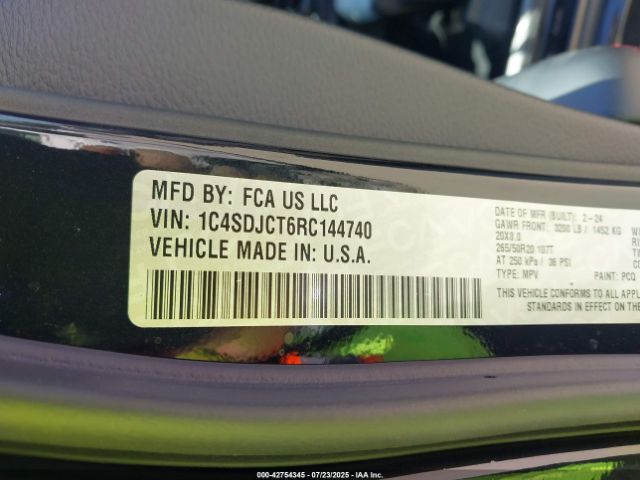 MFD BY: FCA US LLC
VIN: 1C4SDJCT6RC144740
VEHICLE MADE IN: U.S.A.
DATE OF MFR (BUILT): 2-24
GAWR FRONT: 3200 LB / 1452 KG
20X8.0
265/50R20 107T
AT 250 kPa / 36 PSI
TYPE: MPV PAINT: PCQ
THIS VEHICLE CONFORMS TO ALL APPL
STANDARDS IN EFFECT ON THE
000-42754345 - 07/23/2025 - IAA Inc.